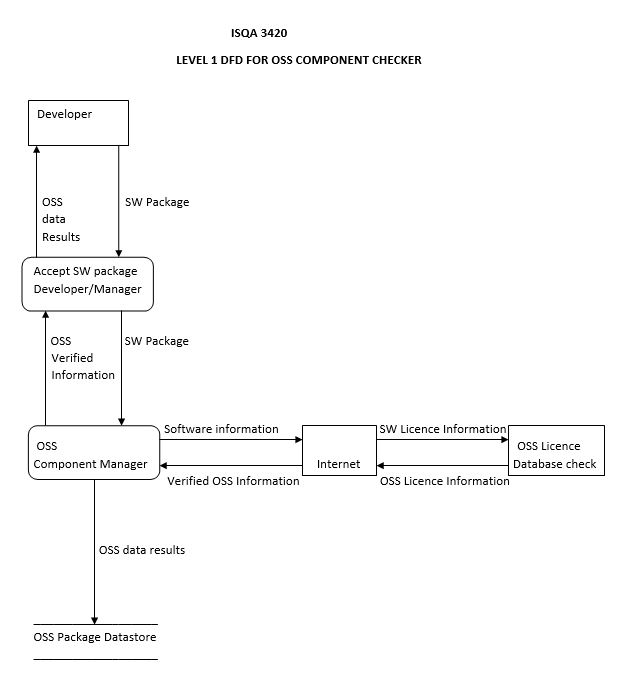 ISQA 3420
LEVEL 1 DFD FOR OSS COMPONENT CHECKER
Developer
OSS
data
Results
SW Package
Accept SW package
Developer/Manager
OSS
Verified
Information
SW Package
OSS
Component Manager
Software information
Verified OSS Information
Internet
SW Licence Information
OSS Licence Information
OSS Licence
Database check
OSS data results
OSS Package Datastore